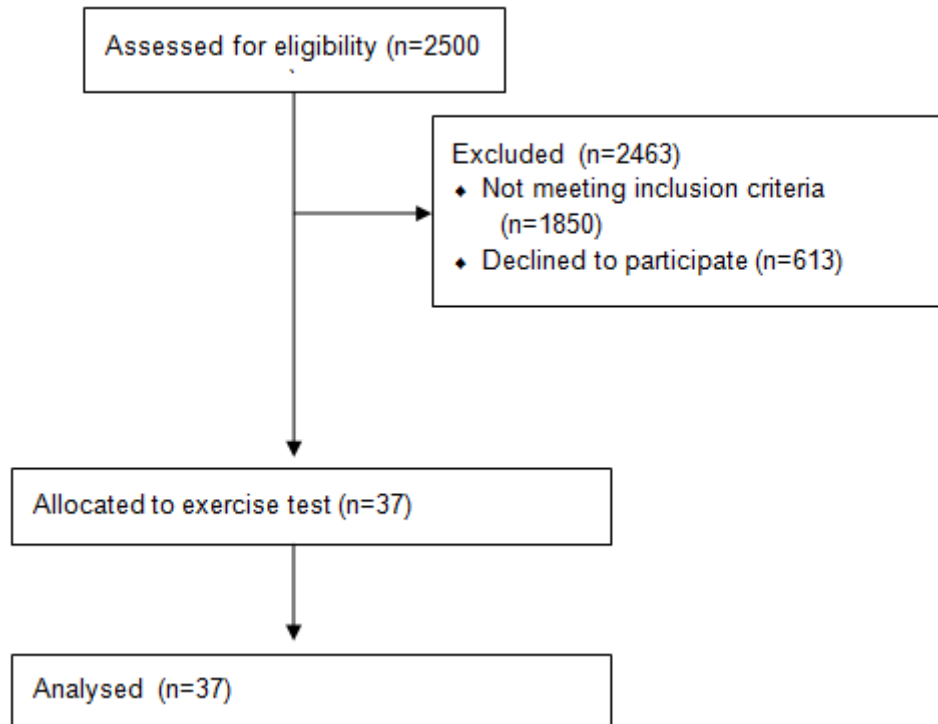 Assessed for eligibility (n=2500
Excluded (n=2463)
⬥ Not meeting inclusion criteria
(n=1850)
⬥ Declined to participate (n=613)
Allocated to exercise test (n=37)
Analysed (n=37)